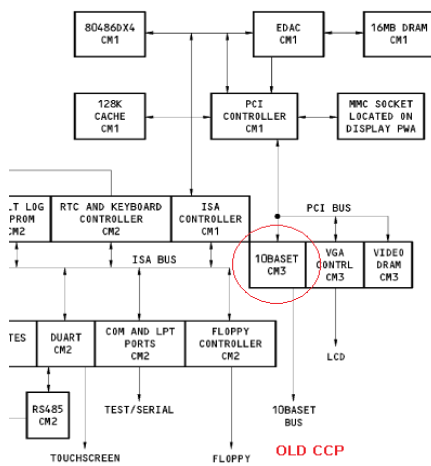 80486DX4
CM1
EDAC
CM1
16MB DRAM
CM1
128K
CACHE
CM1
PCI
CONTROLLER
CM1
MMC SOCKET
LOCATED ON
DISPLAY PWA
LT LOG
PROM
CM2
RTC AND KEYBOARD
CONTROLLER
CM2
ISA
CONTROLLER
CM1
PCI BUS
ISA BUS
10BASET
CM3
VGA
CONTRL
CM3
VIDEO
DRAM
CM3
TES
DUART
CM2
COM AND LPT
PORTS
CM2
FLOPPY
CONTROLLER
CM2
LCD
RS485
CM2
TEST/SERIAL
10BASET
BUS
TOUCHSCREEN
FLOPPY
OLD CCP